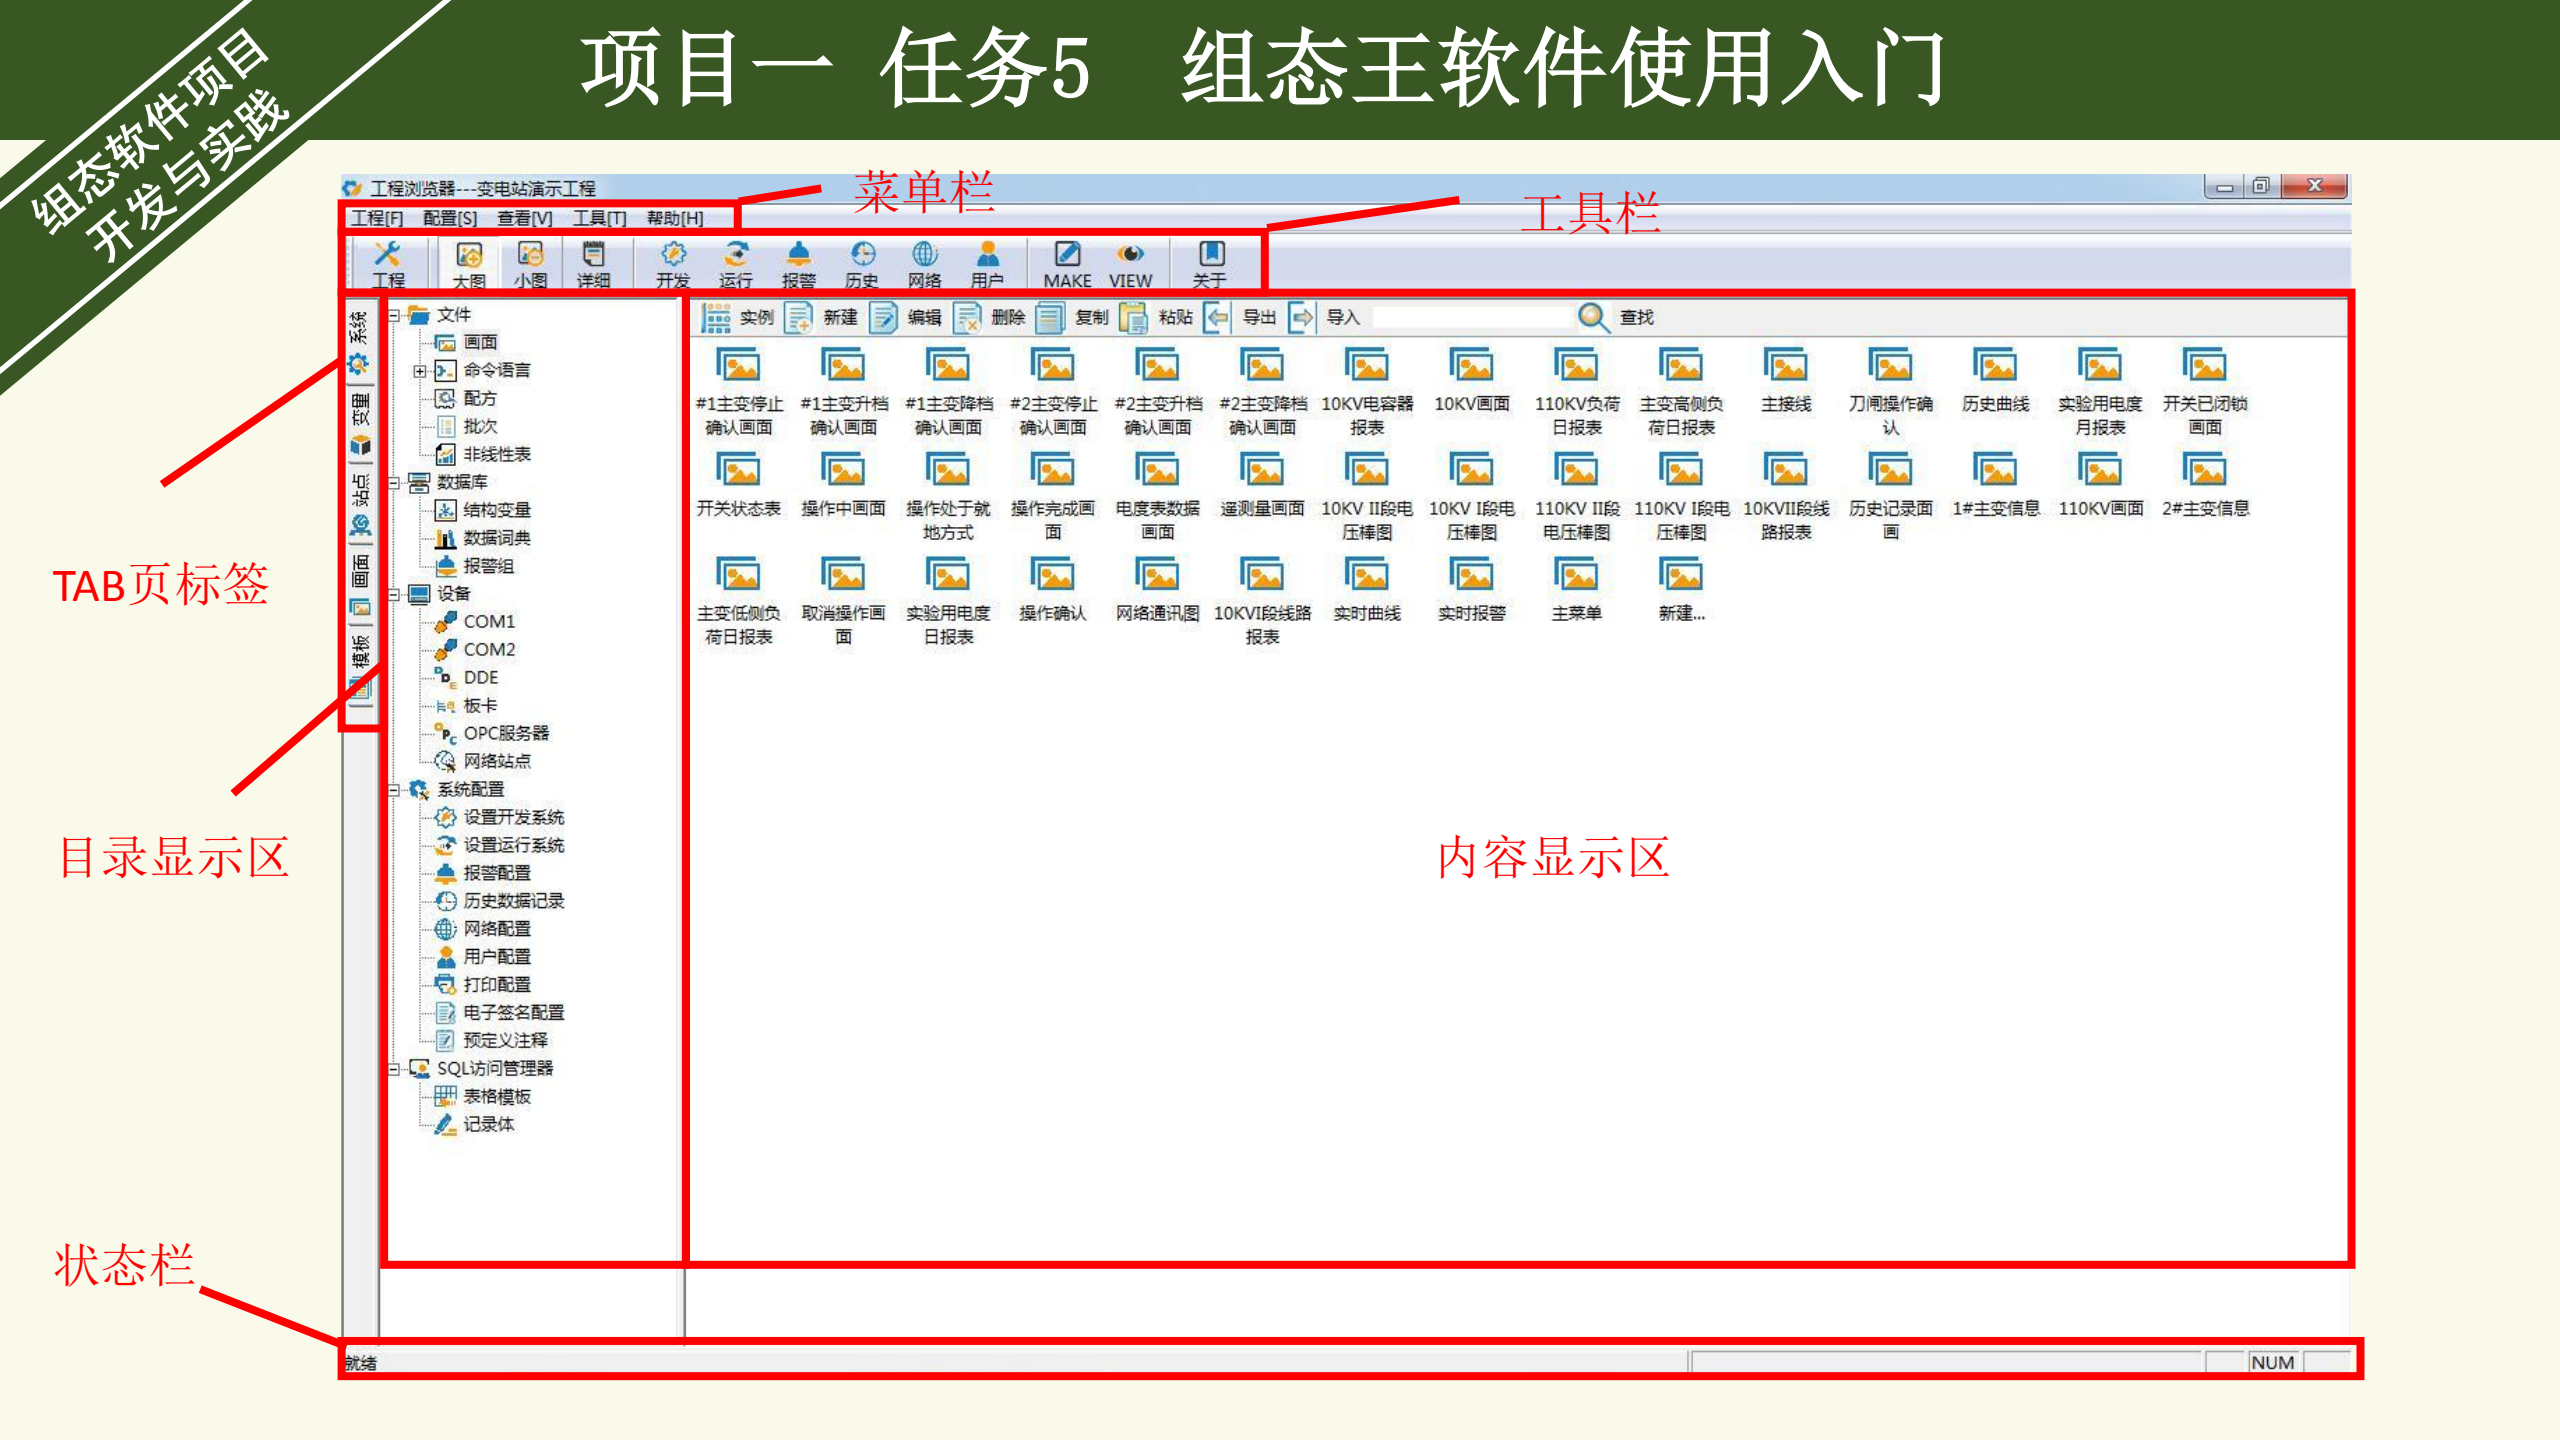 项目一 任务5 组态王软件使用入门
组态软件项目
开发与实践
工程浏览器---变电站演示工程
菜单栏
工具栏
工程[F] 配置[S] 查看[V] 工具[T] 帮助[H]
工程 大图 小图 详细 开发 运行 报警 历史 网络 用户 MAKE VIEW 关于
系统
变量
站点
画面
模板
TAB页标签
目录显示区
状态栏
文件
画面
命令语言
配方
批次
非线性表
数据库
结构变量
数据词典
报警组
设备
COM1
COM2
DDE
板卡
OPC服务器
网络站点
系统配置
设置开发系统
设置运行系统
报警配置
历史数据记录
网络配置
用户配置
打印配置
电子签名配置
预定义注释
SQL访问管理器
表格模板
记录体
实例 新建 编辑 删除 复制 粘贴 导出 导入 查找
#1主变停止 #1主变升档 #1主变降档 #2主变停止 #2主变升档 #2主变降档 10KV电容器 10KV画面 110KV负荷 主变高侧负 主接线 刀闸操作确 历史曲线 实验用电度 开关已闭锁
确认画面 确认画面 确认画面 确认画面 确认画面 确认画面 报表 日报表 荷日报表 认 月报表 画面
开关状态表 操作中画面 操作处于就 操作完成画 电度表数据 遥测量画面 10KV II段电 10KV I段电 110KV II段 110KV I段电 10KVII段线 历史记录画 1#主变信息 110KV画面 2#主变信息
地方式 面 画面 压棒图 压棒图 电压棒图 压棒图 路报表 面
主变低侧负 取消操作画 实验用电度 操作确认 网络通讯图 10KVI段线路 实时曲线 实时报警 主菜单 新建...
荷日报表 面 日报表 报表
内容显示区
就绪 NUM